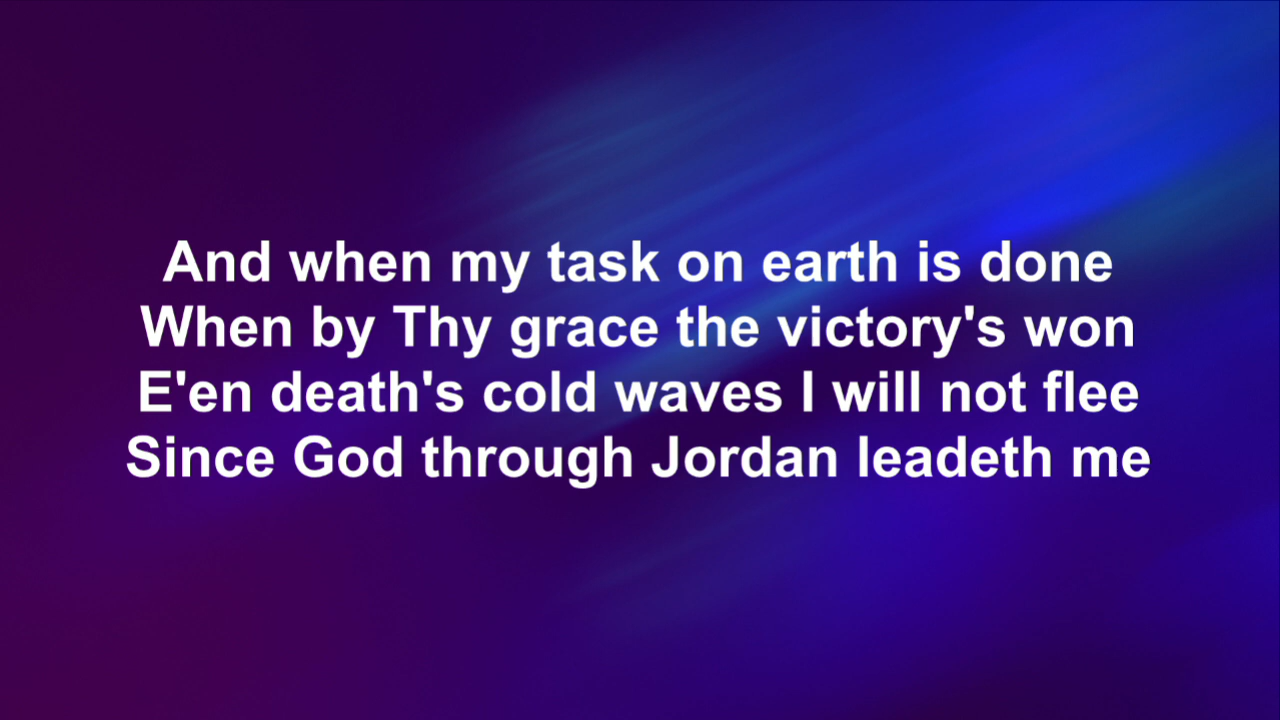 And when my task on earth is done
When by Thy grace the victory's won
E'en death's cold waves I will not flee
Since God through Jordan leadeth me